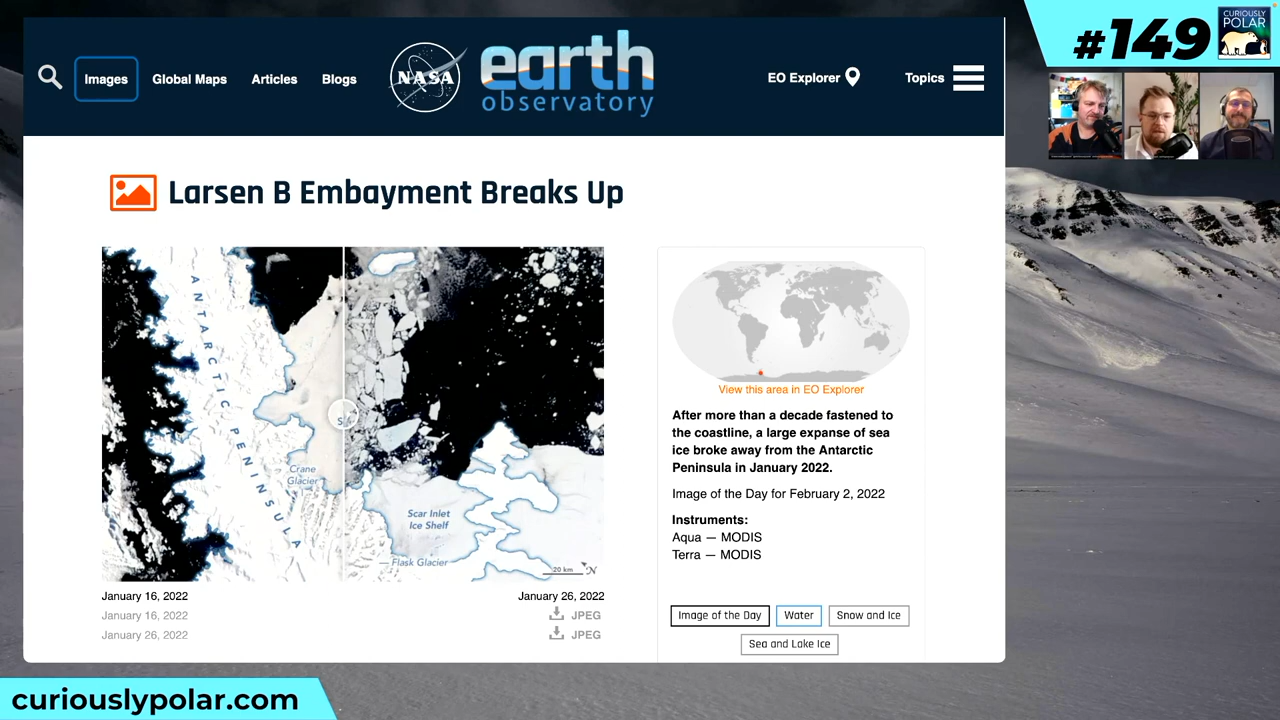 Images
Global Maps
Articles
Blogs
NASA
earth
observatory
EO Explorer
Topics
#149
CURIOUSLY
POLAR
Larsen B Embayment Breaks Up
ANTARCTIC PENINSULA
Crane
Glacier
Scar Inlet
Ice Shelf
Flask Glacier
20 km
N
January 16, 2022
January 26, 2022
January 16, 2022
JPEG
January 26, 2022
JPEG
View this area in EO Explorer
After more than a decade fastened to
the coastline, a large expanse of sea
ice broke away from the Antarctic
Peninsula in January 2022.
Image of the Day for February 2, 2022
Instruments:
Aqua — MODIS
Terra — MODIS
Image of the Day
Water
Snow and Ice
Sea and Lake Ice
curiouslypolar.com